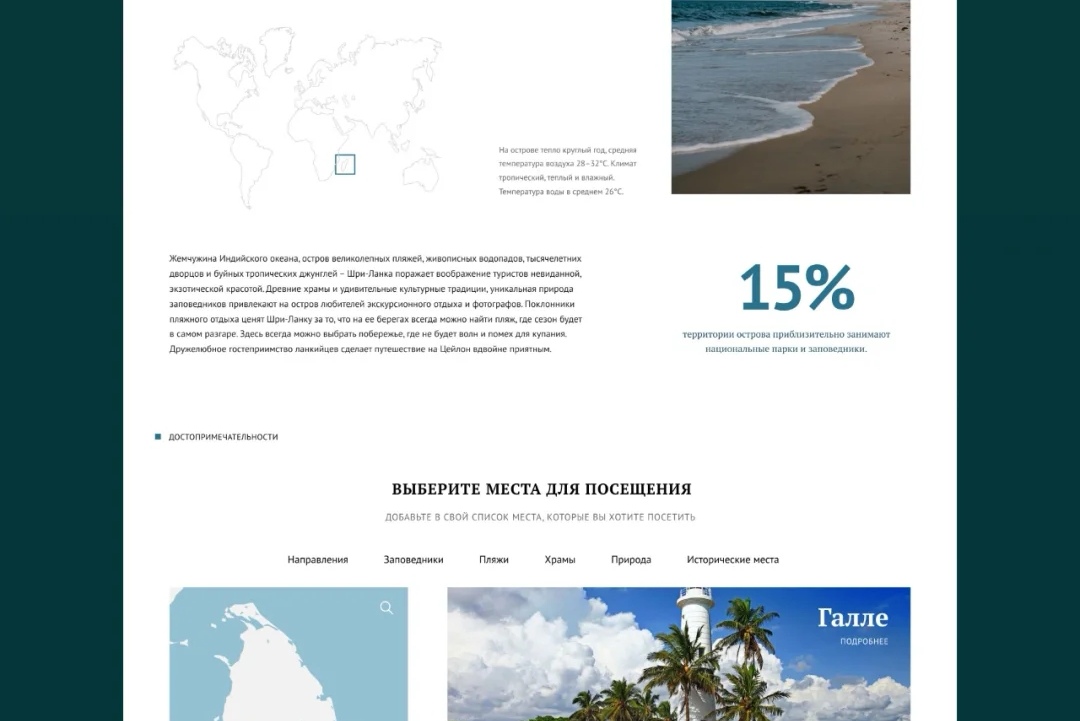 На острове тепло круглый год, средняя
температура воздуха 28–32°С. Климат
тропический, теплый и влажный.
Температура воды в среднем 26°С.
Жемчужина Индийского океана, остров великолепных пляжей, живописных водопадов, тысячелетних
дворцов и буйных тропических джунглей – Шри-Ланка поражает воображение туристов невиданной,
экзотической красотой. Древние храмы и удивительные культурные традиции, уникальная природа
заповедников привлекают на остров любителей экскурсионного отдыха и фотографов. Поклонники
пляжного отдыха ценят Шри-Ланку за то, что на ее берегах всегда можно найти пляж, где сезон будет
в самом разгаре. Здесь всегда можно выбрать побережье, где не будет волн и помех для купания.
Дружелюбное гостеприимство ланкийцев сделает путешествие на Цейлон вдвойне приятным.
15%
территории острова приблизительно занимают
национальные парки и заповединки.
ДОСТОПРИМЕЧАТЕЛЬНОСТИ
ВЫБЕРИТЕ МЕСТА ДЛЯ ПОСЕЩЕНИЯ
ДОБАВЬТЕ В СВОЙ СПИСОК МЕСТА, КОТОРЫЕ ВЫ ХОТИТЕ ПОСЕТИТЬ
Направления Заповедники Пляжи Храмы Природа Исторические места
Галле
ПОДРОБНЕЕ